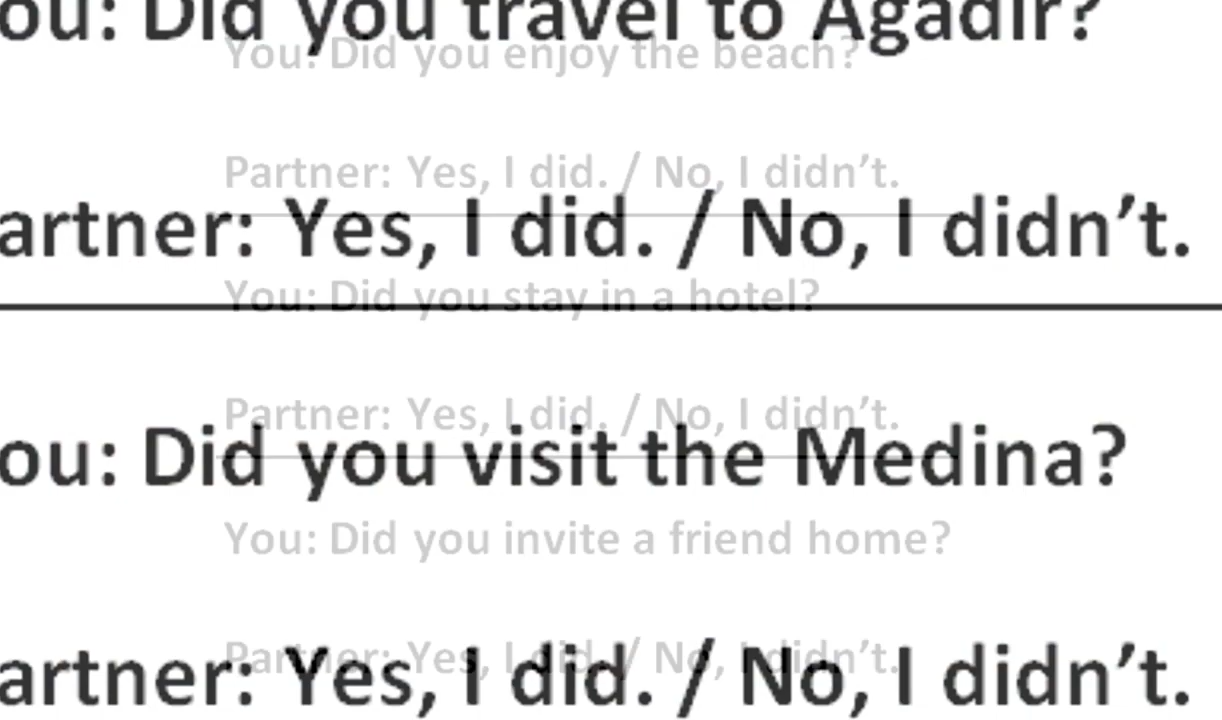 ou: Did you travel to Agadir?
You: Did you enjoy the beach?
Partner: Yes, I did. / No, I didn’t.
artner: Yes, I did. / No, I didn’t.
You: Did you stay in a hotel?
Partner: Yes, I did. / No, I didn’t.
ou: Did you visit the Medina?
You: Did you invite a friend home?
Partner: Yes, I did. / No, I didn’t.
artner: Yes, I did. / No, I didn’t.